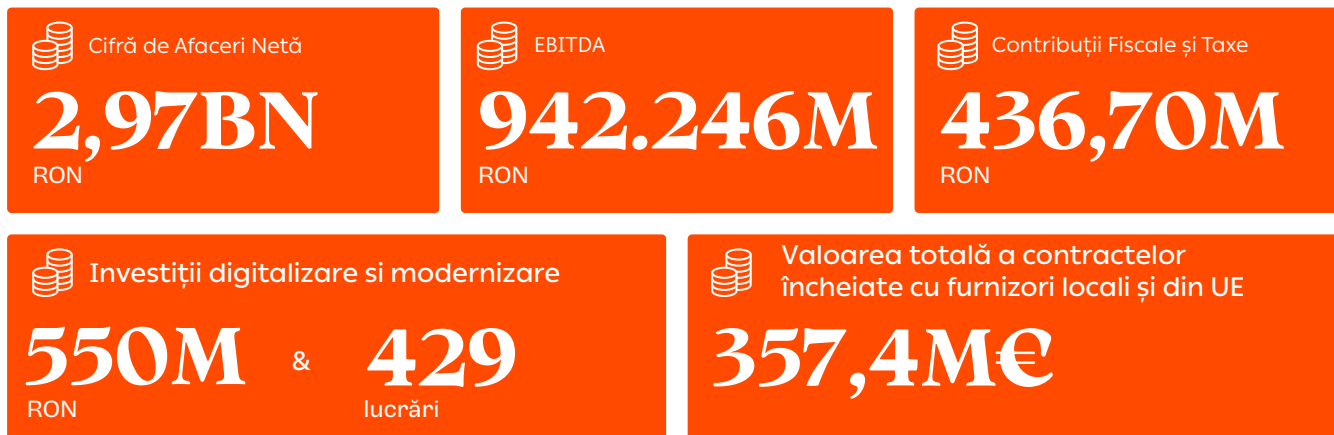 Cifră de Afaceri Netă
2,97BN
RON
EBITDA
942.246M
RON
Contribuții Fiscale și Taxe
436,70M
RON
Investiții digitalizare si modernizare
550M & 429
RON lucrări
Valoarea totală a contractelor
încheiate cu furnizori locali și din UE
357,4M€